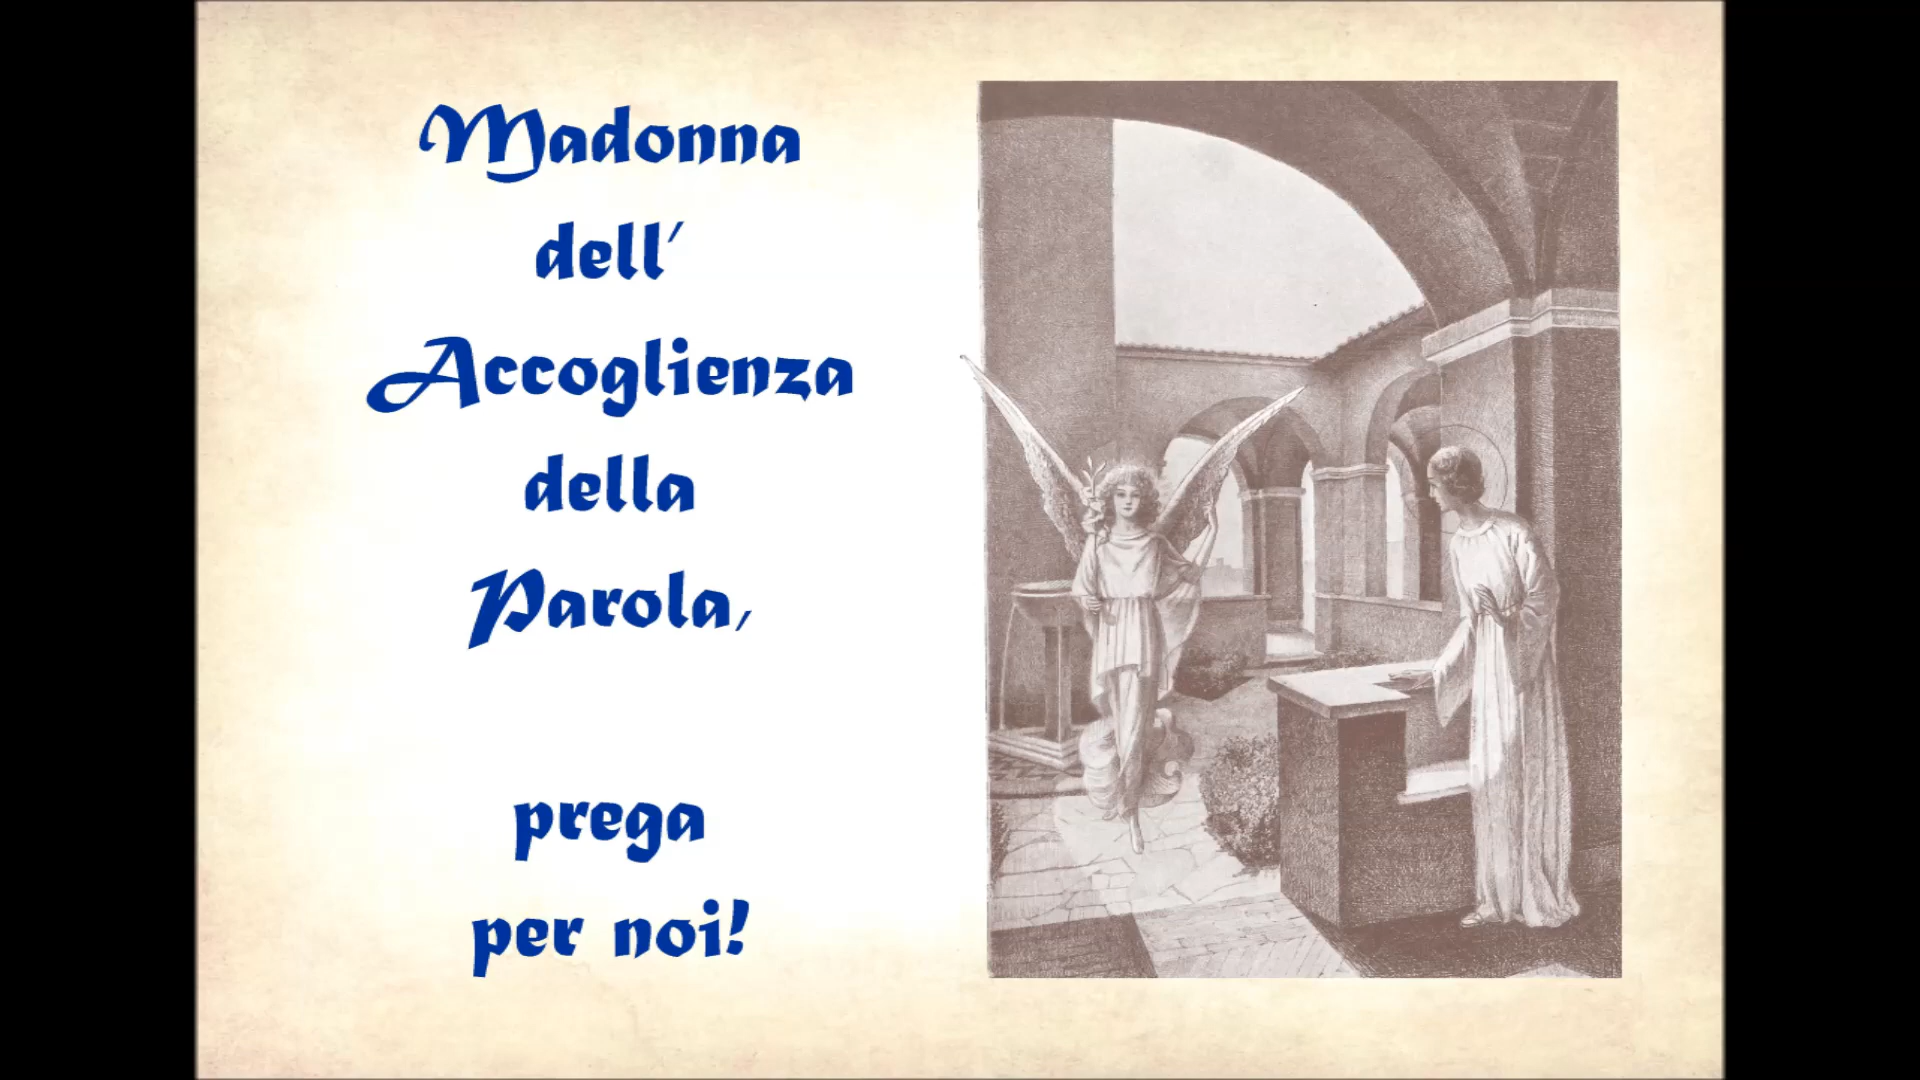 Madonna
dell'
Accoglienza
della
Parola,
prega
per noi!